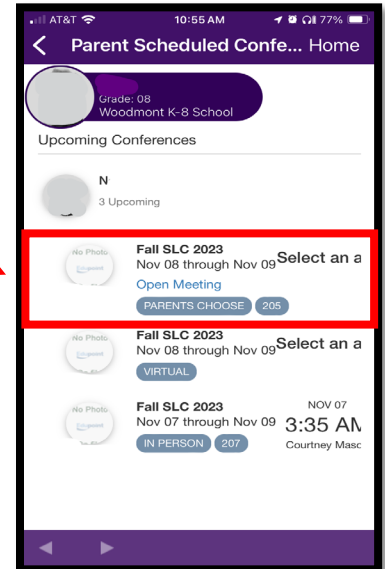 AT&T 10:55 AM 77%
Parent Scheduled Confe... Home
Grade: 08
Woodmont K-8 School
Upcoming Conferences
N
3 Upcoming
No Photo
Fall SLC 2023
Nov 08 through Nov 09 Select an a
Open Meeting
PARENTS CHOOSE 205
No Photo
Fall SLC 2023
Nov 08 through Nov 09 Select an a
VIRTUAL
No Photo
Fall SLC 2023 NOV 07
Nov 07 through Nov 09 3:35 AM
IN PERSON 207 Courtney Masc